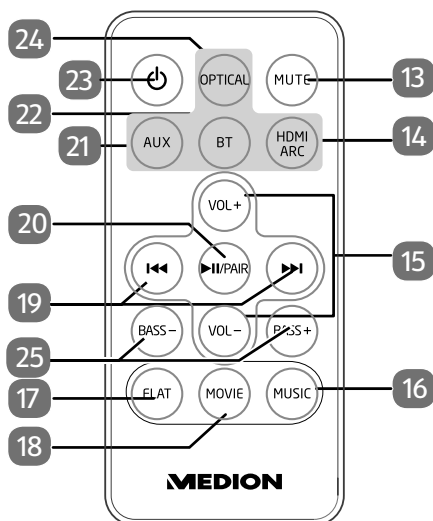 24
23
OPTICAL
MUTE
13
22
21
AUX
BT
HDMI
ARC
14
VOL+
20
/PAIR
15
19
BASS-
VOL-
BASS+
25
17
FLAT
MOVIE
MUSIC
16
18
MEDION